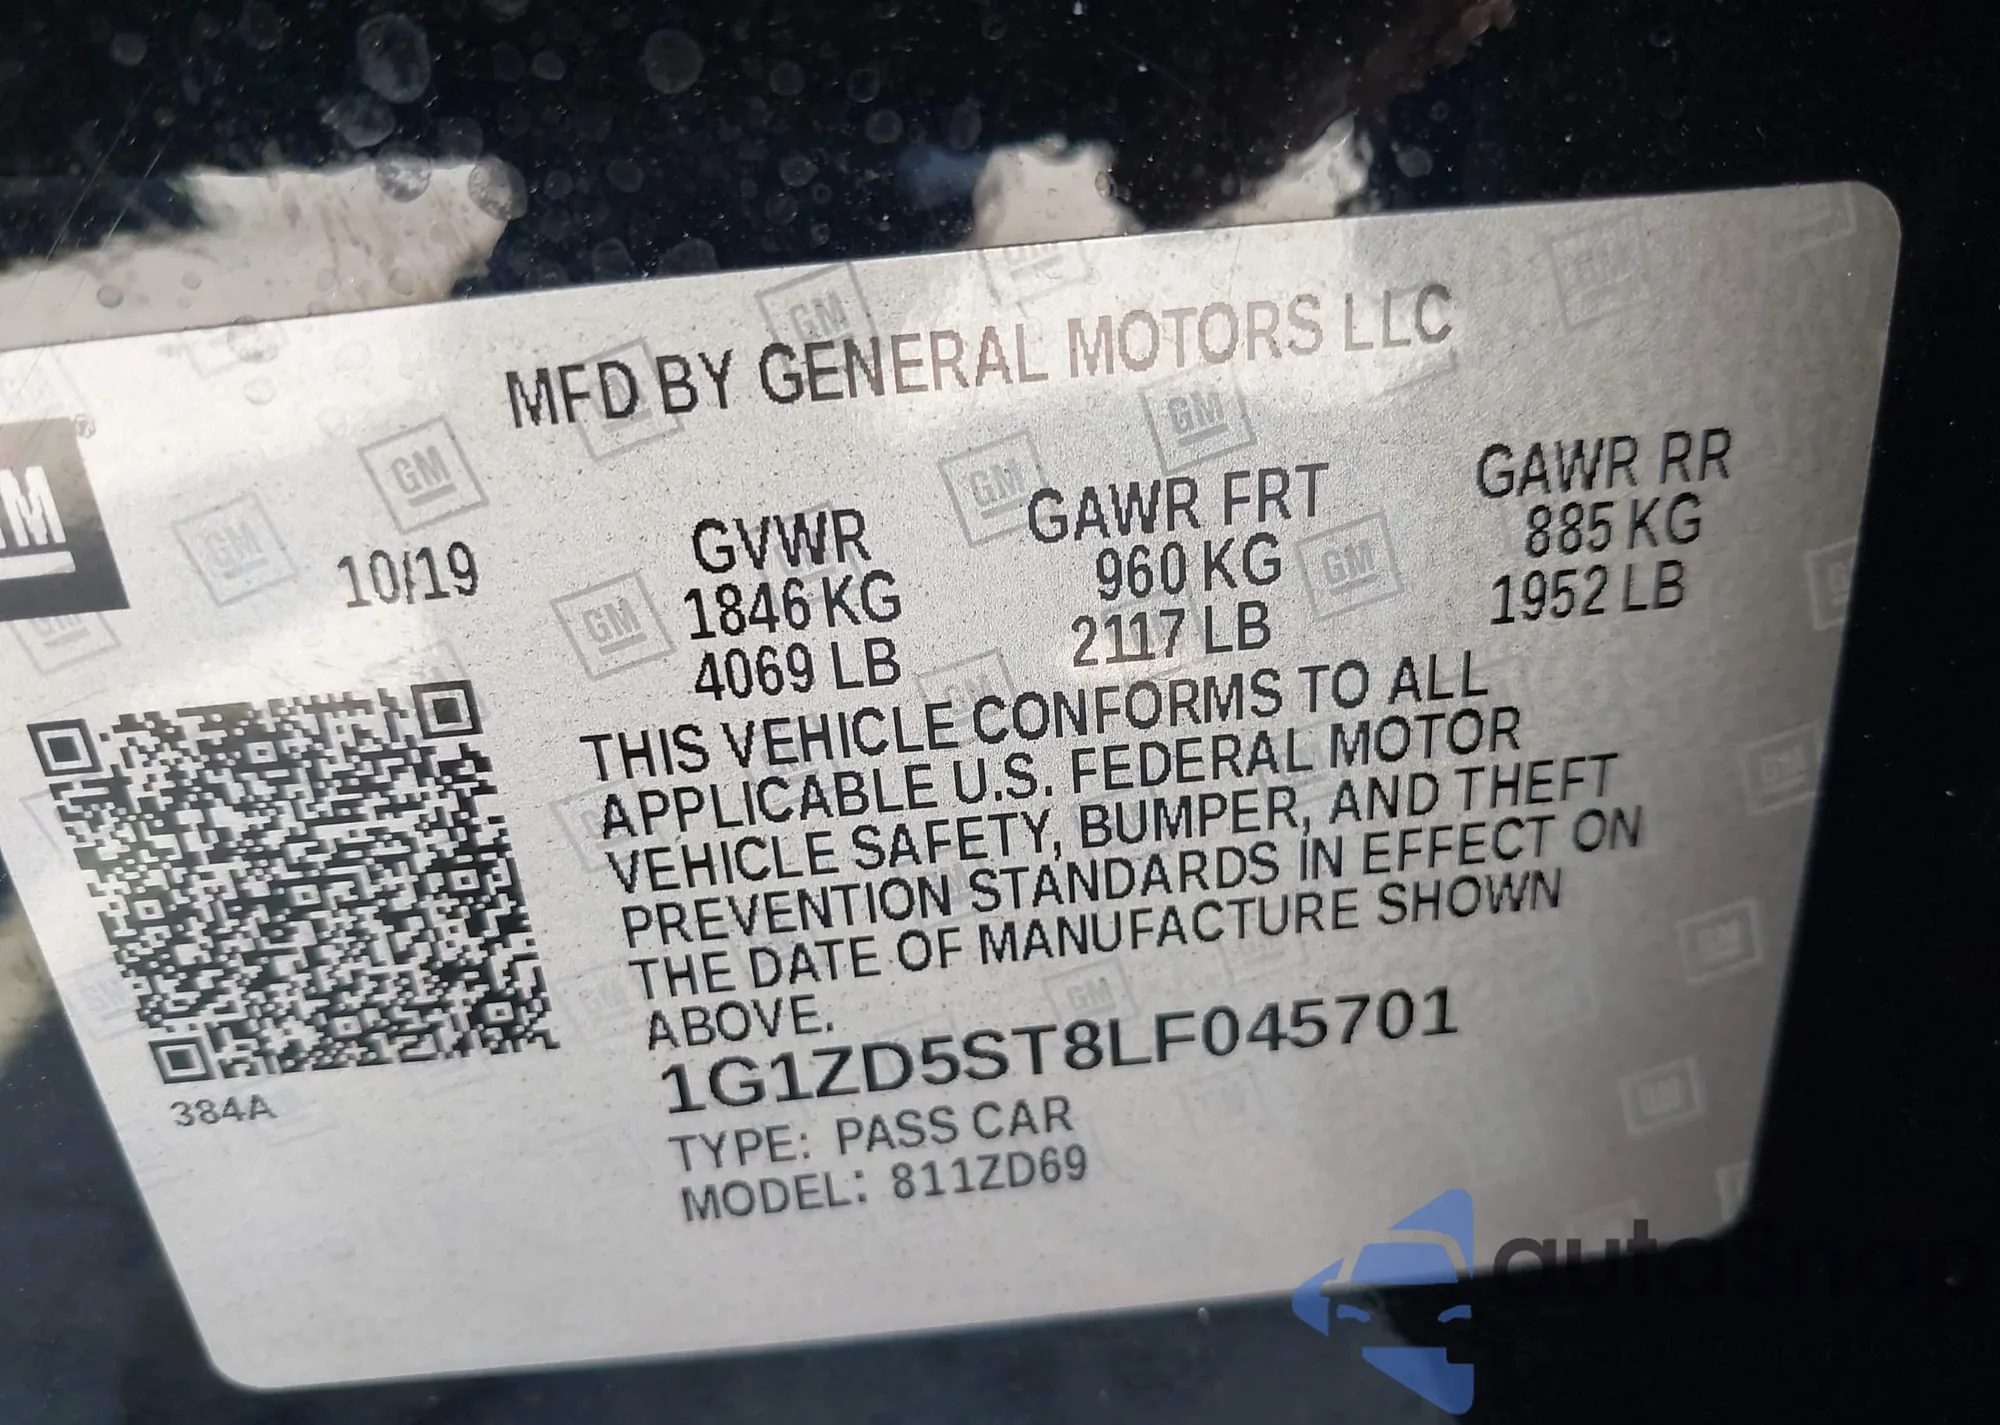 MFD BY GENERAL MOTORS LLC
10/19
GVWR
1846 KG
4069 LB
GAWR FRT
960 KG
2117 LB
GAWR RR
885 KG
1952 LB
THIS VEHICLE CONFORMS TO ALL
APPLICABLE U.S. FEDERAL MOTOR
VEHICLE SAFETY, BUMPER, AND THEFT
PREVENTION STANDARDS IN EFFECT ON
THE DATE OF MANUFACTURE SHOWN
ABOVE.
1G1ZD5ST8LF045701
TYPE: PASS CAR
MODEL: 811ZD69
384A
GM